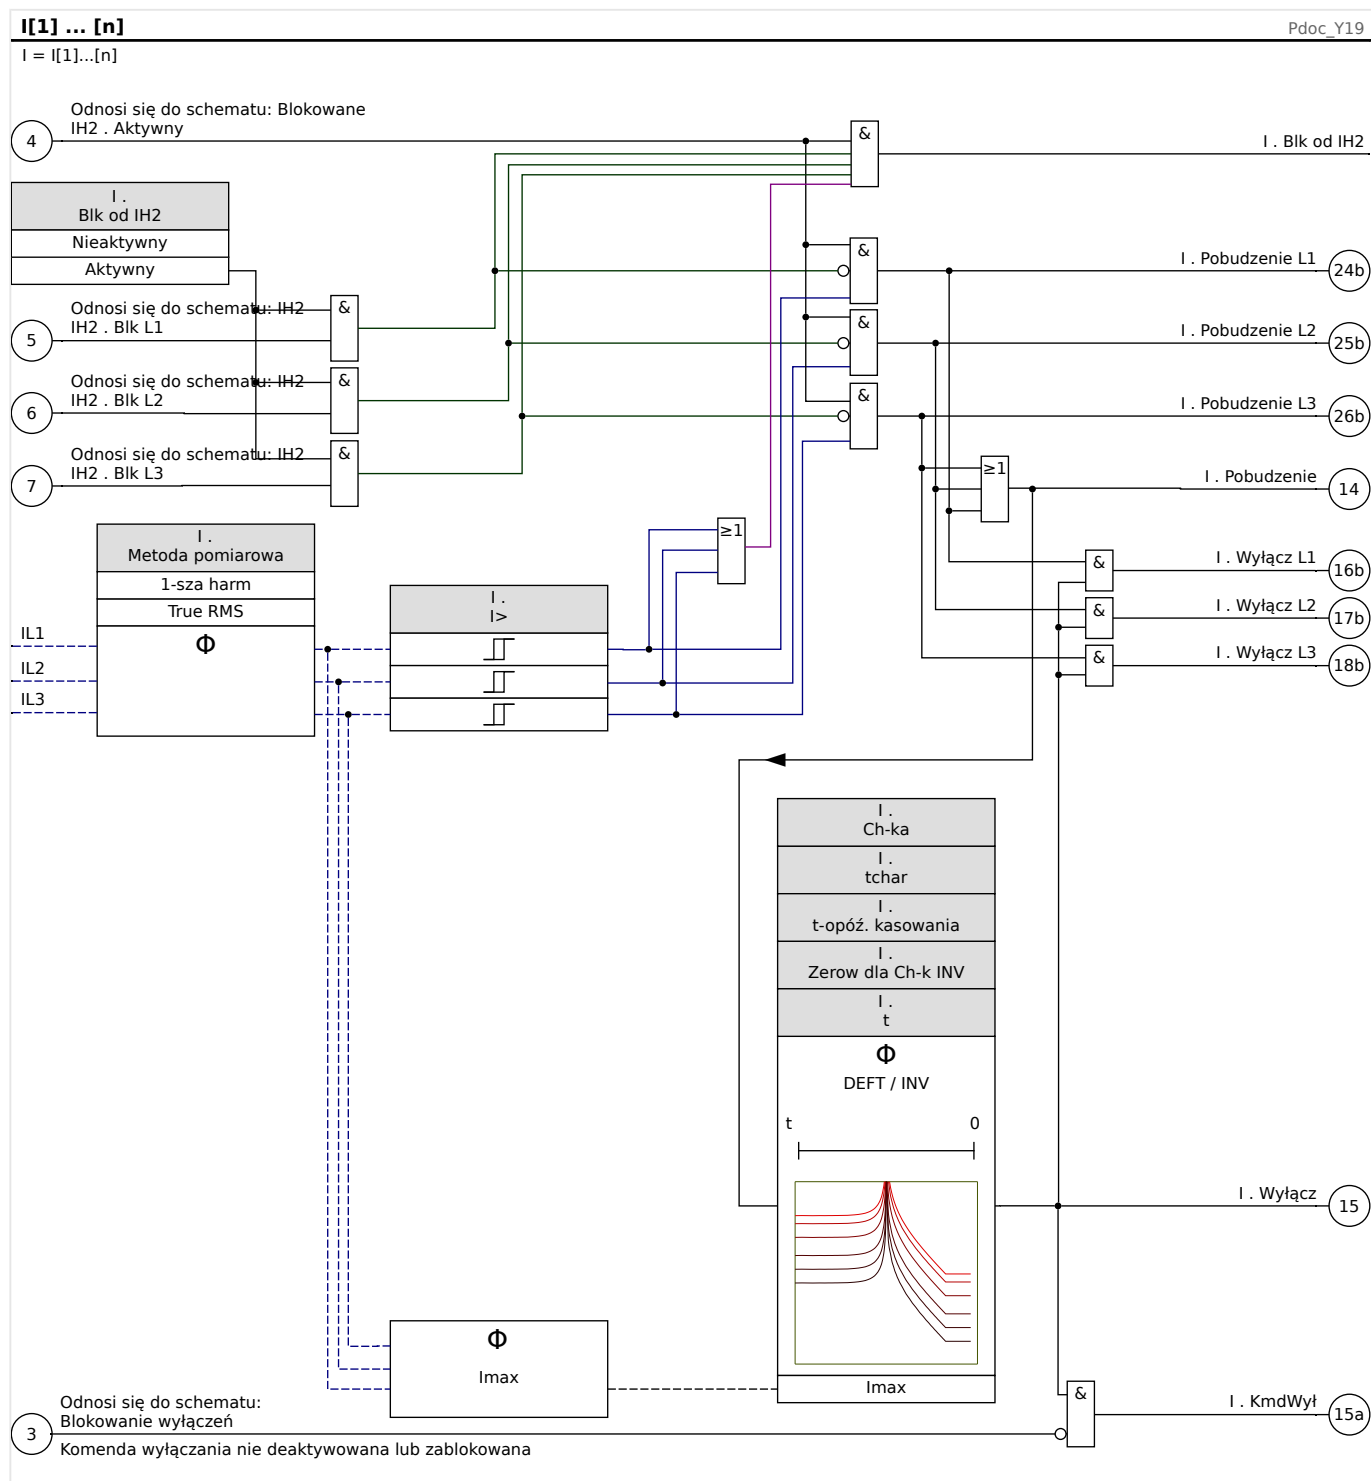 I[1] ... [n]
Pdoc_Y19
I = I[1]...[n]
Odnosi się do schematu: Blokowane
IH2 . Aktywny
4
&
I . Blk od IH2
I .
Blk od IH2
Nieaktywny
Aktywny
&
I . Pobudzenie L1
24b
Odnosi się do schematu: IH2
IH2 . Blk L1
5
&
&
I . Pobudzenie L2
25b
Odnosi się do schematu: IH2
IH2 . Blk L2
6
&
&
I . Pobudzenie L3
26b
Odnosi się do schematu: IH2
IH2 . Blk L3
7
&
≥1
I . Pobudzenie
14
I .
Metoda pomiarowa
1-sza harm
True RMS
Φ
IL1
IL2
IL3
≥1
I .
I>
&
I . Wyłącz L1
16b
&
I . Wyłącz L2
17b
&
I . Wyłącz L3
18b
I .
Ch-ka
I .
tchar
I .
t-opóź. kasowania
I .
Zerow dla Ch-k INV
I .
t
Φ
DEFT / INV
t 0
I . Wyłącz
15
Φ
Imax
Imax
&
I . KmdWył
15a
Odnosi się do schematu:
Blokowanie wyłączeń
3
Komenda wyłączania nie deaktywowana lub zablokowana